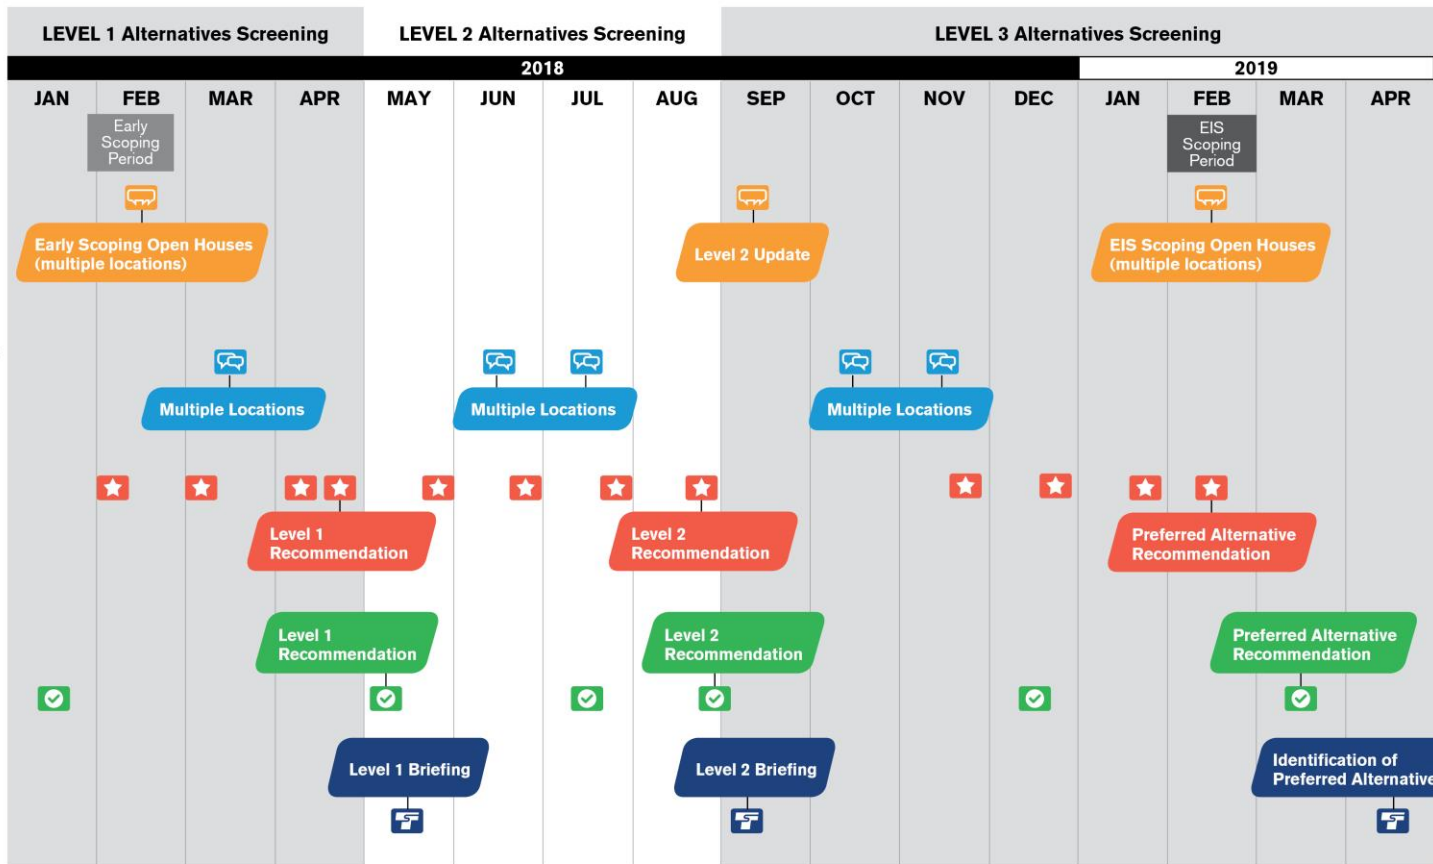 LEVEL 1 Alternatives Screening
LEVEL 2 Alternatives Screening
LEVEL 3 Alternatives Screening
2018
2019
JAN
FEB
MAR
APR
MAY
JUN
JUL
AUG
SEP
OCT
NOV
DEC
JAN
FEB
MAR
APR
Early
Scoping
Period
EIS
Scoping
Period
Early Scoping Open Houses
(multiple locations)
Level 2 Update
EIS Scoping Open Houses
(multiple locations)
Multiple Locations
Multiple Locations
Multiple Locations
Level 1
Recommendation
Level 2
Recommendation
Preferred Alternative
Recommendation
Level 1
Recommendation
Level 2
Recommendation
Preferred Alternative
Recommendation
Level 1 Briefing
Level 2 Briefing
Identification of
Preferred Alternative